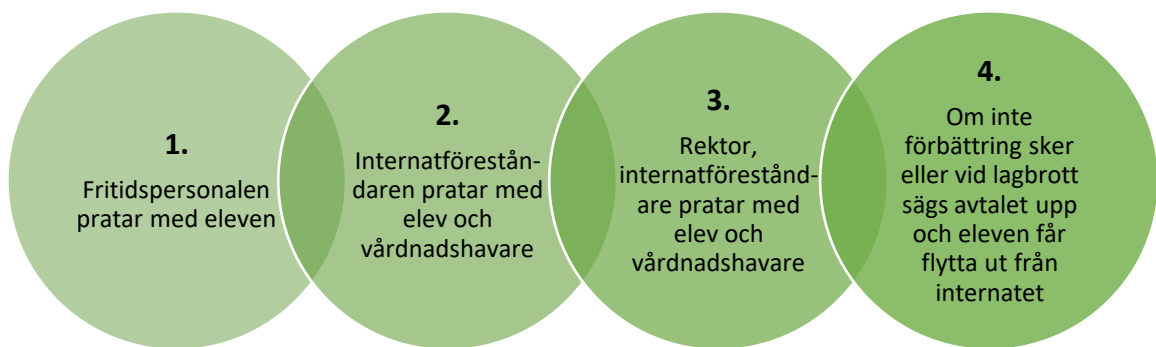 1.
Fritidspersonalen
pratar med eleven
2.
Internatförestån-
daren pratar med
elev och
vårdnadshavare
3.
Rektor,
internatföreständ-
are pratar med
elev och
vårdnadshavare
4.
Om inte
förbättring sker
eller vid lagbrott
sägs avtalet upp
och eleven får
flytta ut från
internatet